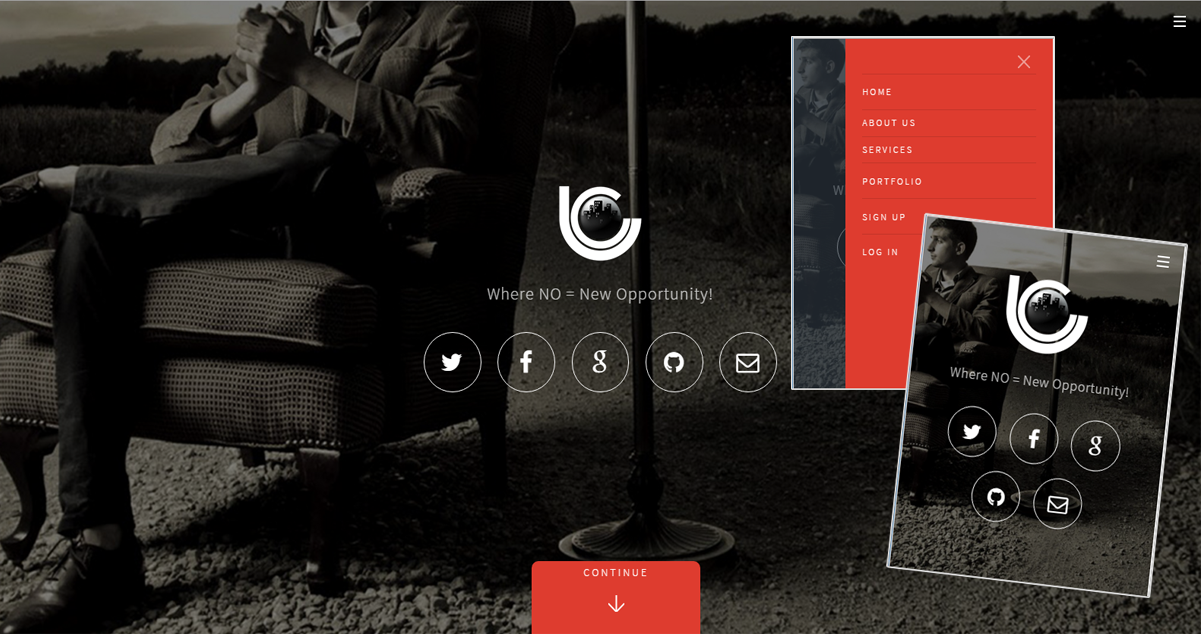 Where NO = New Opportunity!
CONTINUE
HOME
ABOUT US
SERVICES
PORTFOLIO
SIGN UP
LOG IN
W
Where NO = New Opportunity!